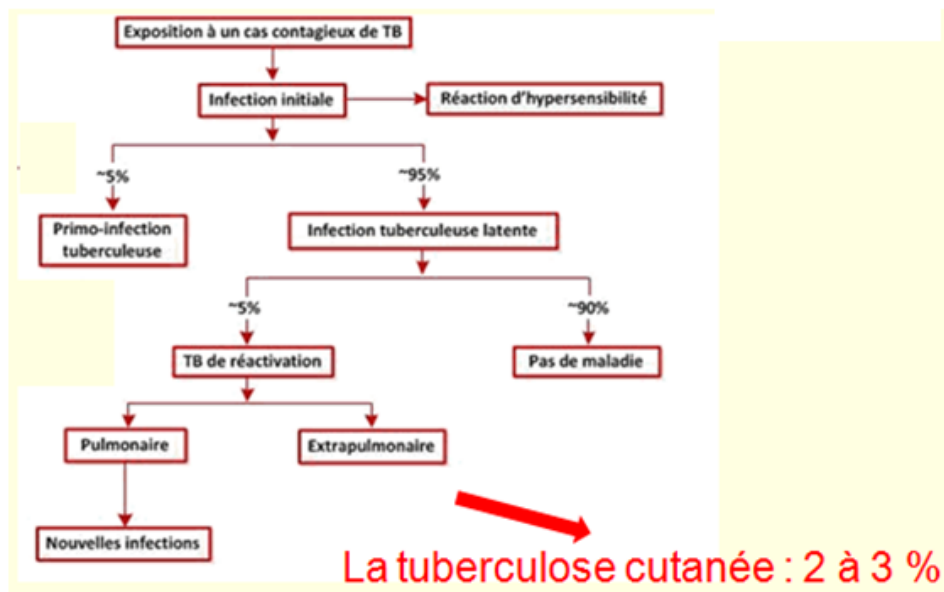 Exposition à un cas contagieux de TB
Infection initiale
Réaction d'hypersensibilité
~5%
~95%
Primo-infection
tuberculeuse
Infection tuberculeuse latente
~5%
~90%
TB de réactivation
Pas de maladie
Pulmonaire
Extrapulmonaire
Nouvelles infections
La tuberculose cutanée : 2 à 3 %